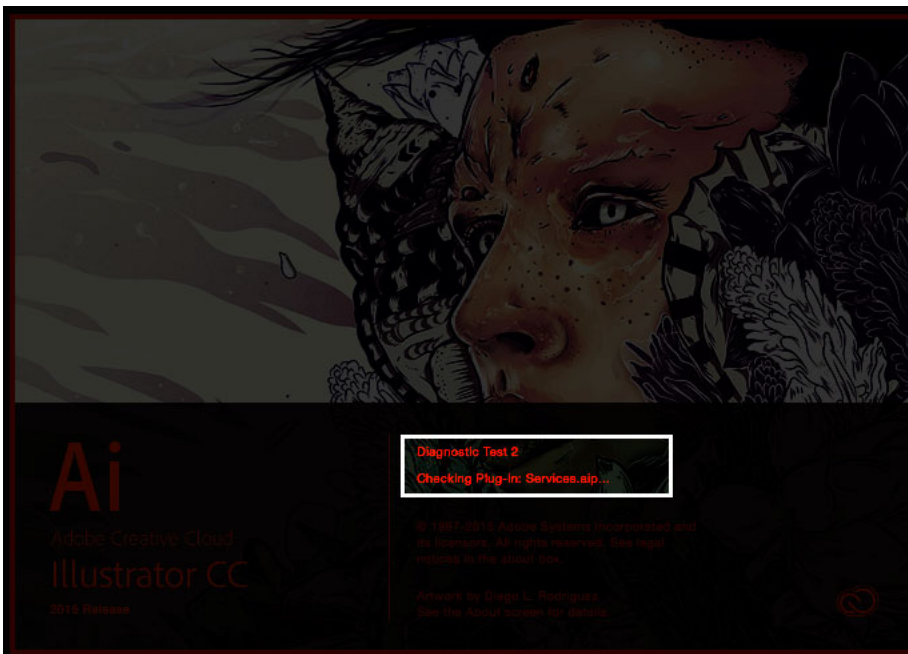 Ai
Adobe Creative Cloud
Illustrator CC
2015 Release
Diagnostic Test 2
Checking Plug-in: Services.aip...
© 1987-2015 Adobe Systems Incorporated and
its licensors. All rights reserved. See legal
notices in the about box.
Artwork by Diego L. Rodríguez
See the About screen for details.